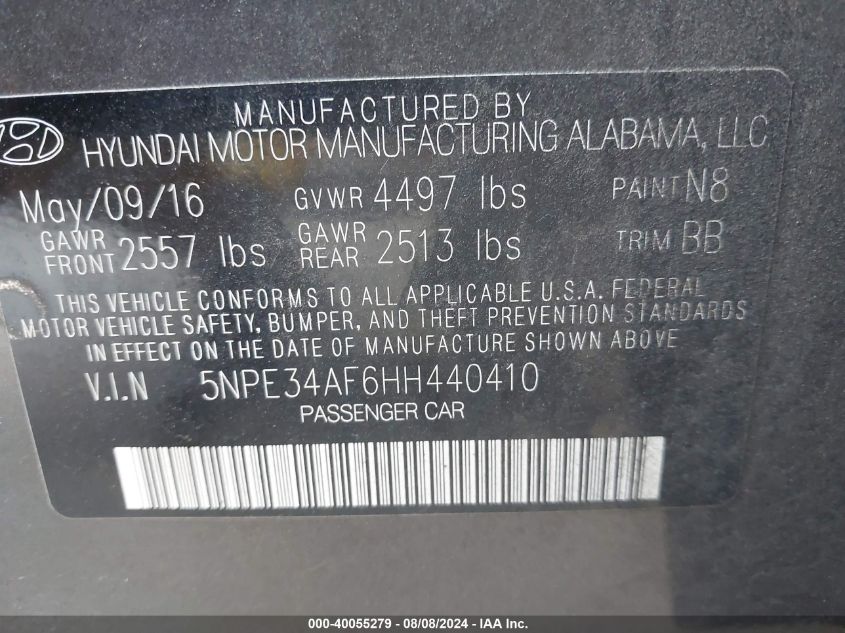 MANUFACTURED BY
HYUNDAI MOTOR MANUFACTURING ALABAMA, LLC
May/09/16 GVWR 4497 lbs PAINT N8
GAWR FRONT 2557 lbs GAWR REAR 2513 lbs TRIM BB
THIS VEHICLE CONFORMS TO ALL APPLICABLE U.S.A. FEDERAL
MOTOR VEHICLE SAFETY, BUMPER, AND THEFT PREVENTION STANDARDS
IN EFFECT ON THE DATE OF MANUFACTURE SHOWN ABOVE
V.I.N 5NPE34AF6HH440410
PASSENGER CAR
000-40055279 - 08/08/2024 - IAA Inc.